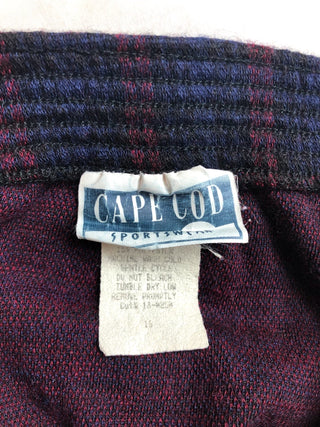 CAPE COD
SPORTSWEAR
MACHINE WASH COLD
GENTLE CYCLE
DO NOT BLEACH
TUMBLE DRY LOW
REMOVE PROMPTLY